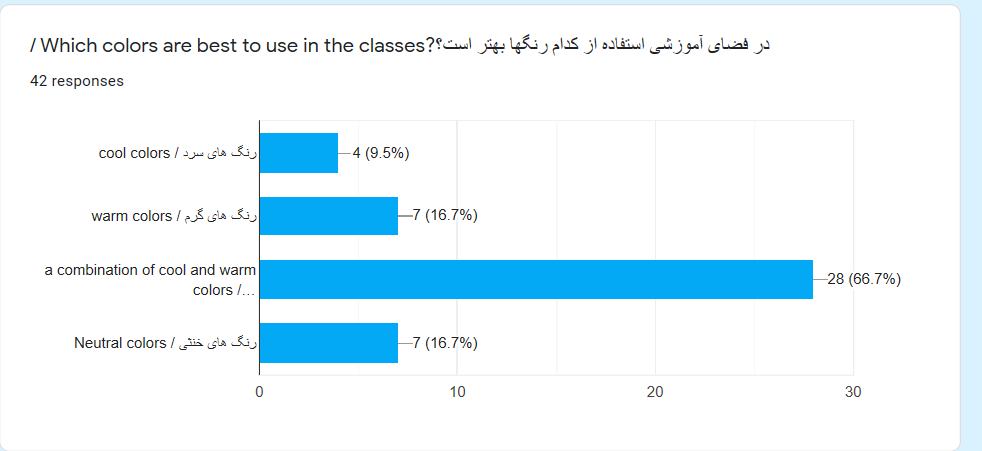 / Which colors are best to use in the classes?در فضای آموزشی استفاده از کدام رنگها بهتر است؟
42 responses
cool colors / رنگ های سرد
4 (9.5%)
warm colors / رنگ های گرم
7 (16.7%)
a combination of cool and warm
colors /…
28 (66.7%)
Neutral colors / رنگ های خنثی
7 (16.7%)
0
10
20
30